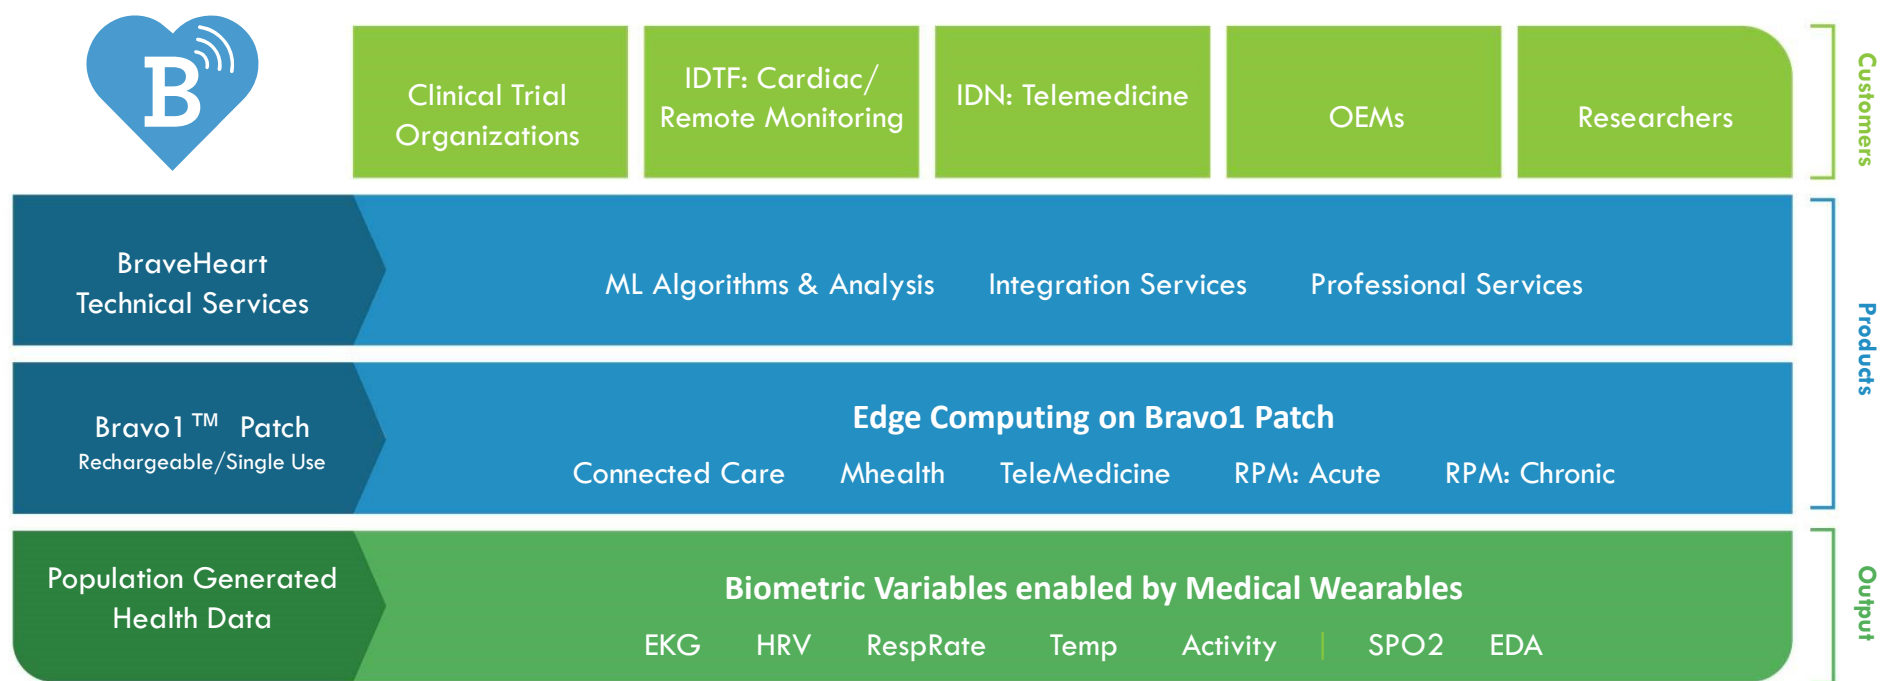 B
Clinical Trial
Organizations
IDTF: Cardiac/
Remote Monitoring
IDN: Telemedicine
OEMs
Researchers
Customers
BraveHeart
Technical Services
ML Algorithms & Analysis Integration Services Professional Services
Products
Bravo1™ Patch
Rechargeable/Single Use
Edge Computing on Bravo1 Patch
Connected Care Mhealth TeleMedicine RPM: Acute RPM: Chronic
Population Generated
Health Data
Biometric Variables enabled by Medical Wearables
EKG HRV RespRate Temp Activity | SPO2 EDA
Output